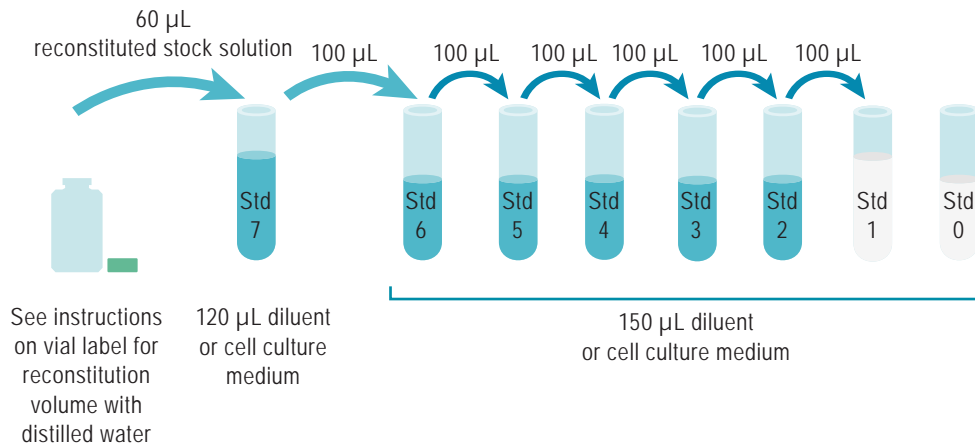 60 µL
reconstituted stock solution
100 µL
100 µL
100 µL
100 µL
100 µL
100 µL
Std
7
Std
6
Std
5
Std
4
Std
3
Std
2
Std
1
Std
0
See instructions
on vial label for
reconstitution
volume with
distilled water
120 µL diluent
or cell culture
medium
150 µL diluent
or cell culture medium